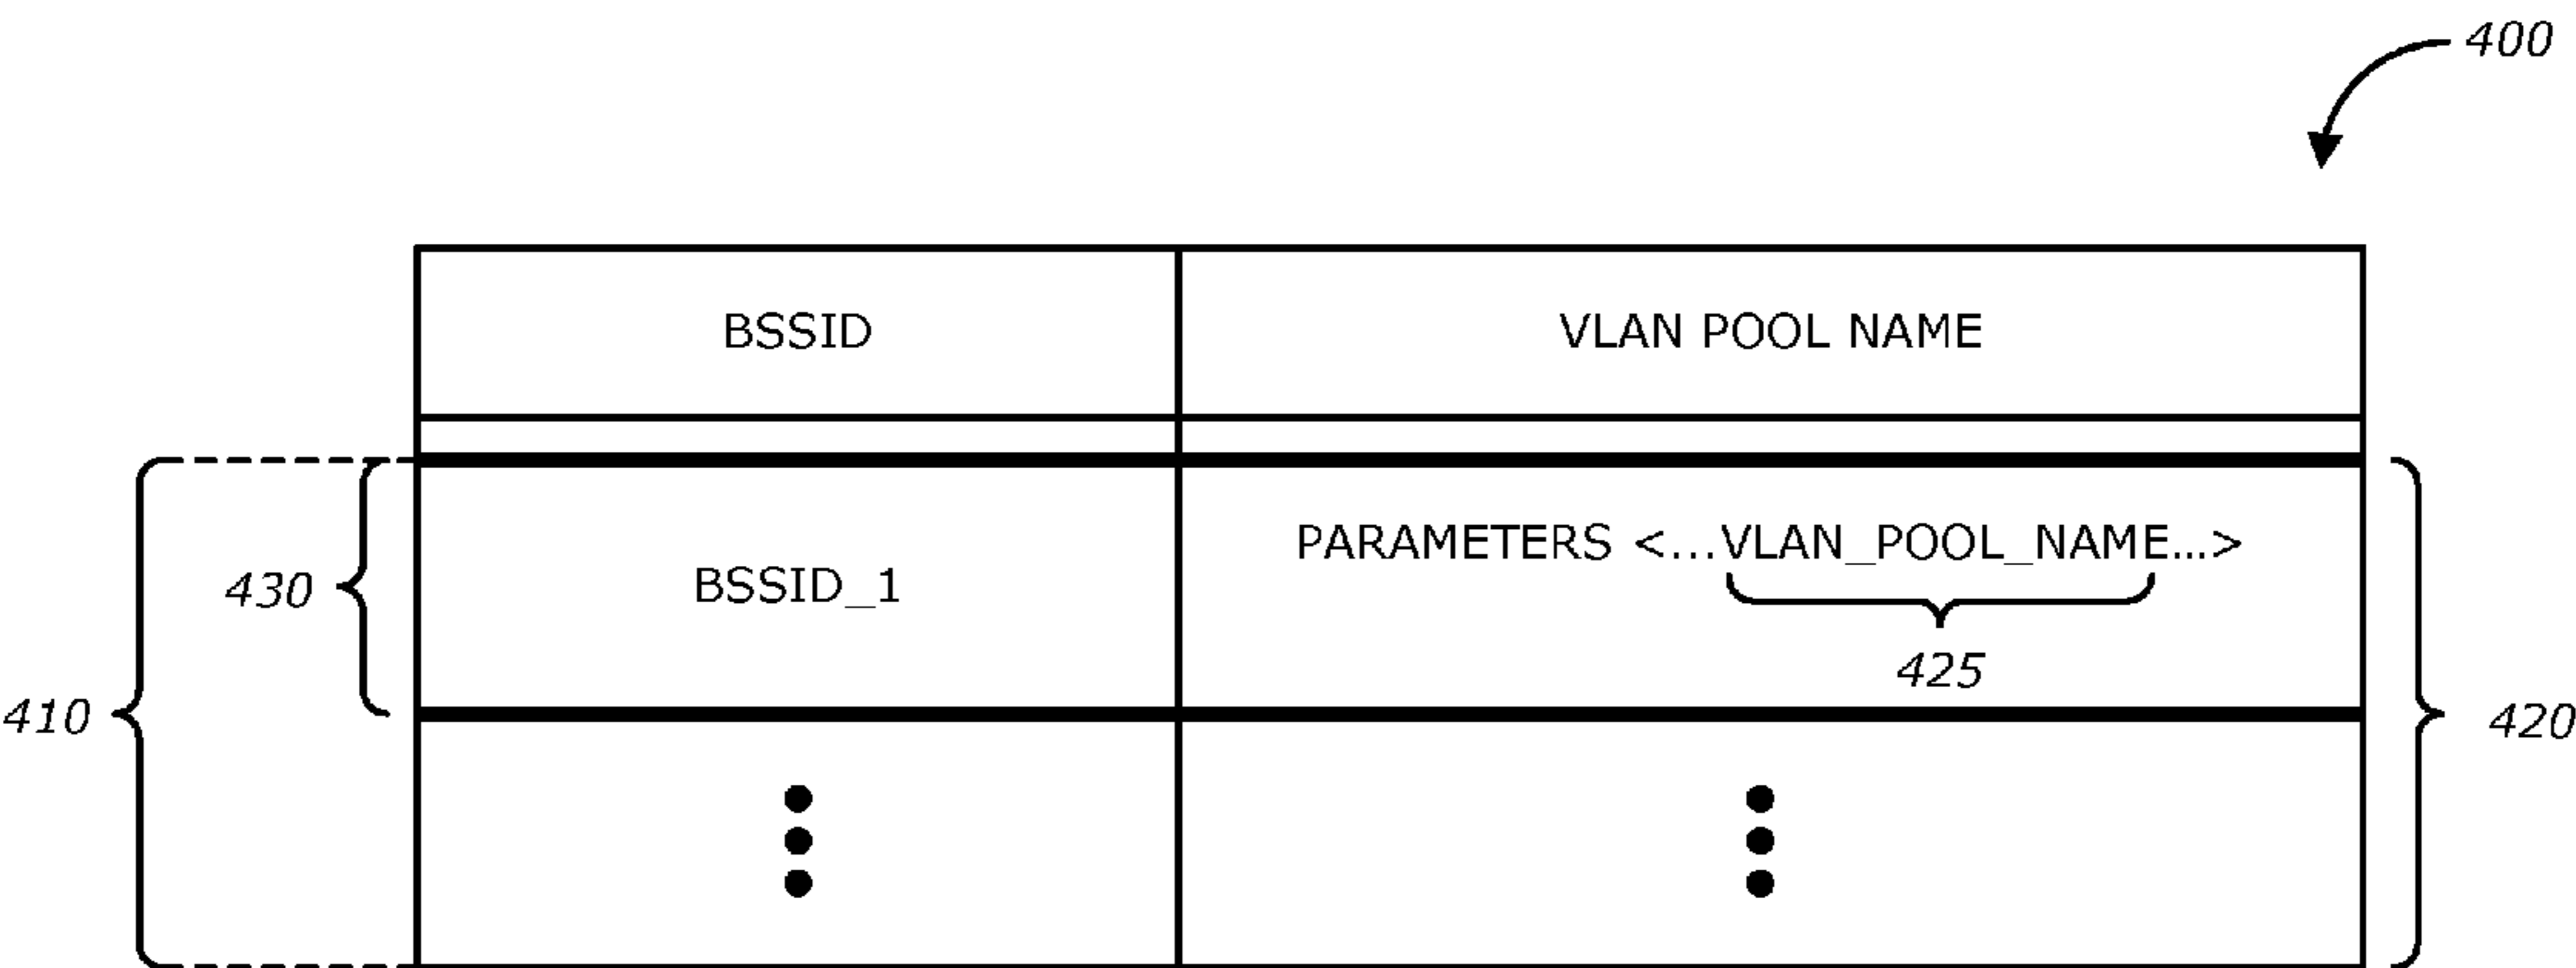 400
BSSID
VLAN POOL NAME
PARAMETERS <...VLAN_POOL_NAME...>
430
BSSID_1
425
410
420